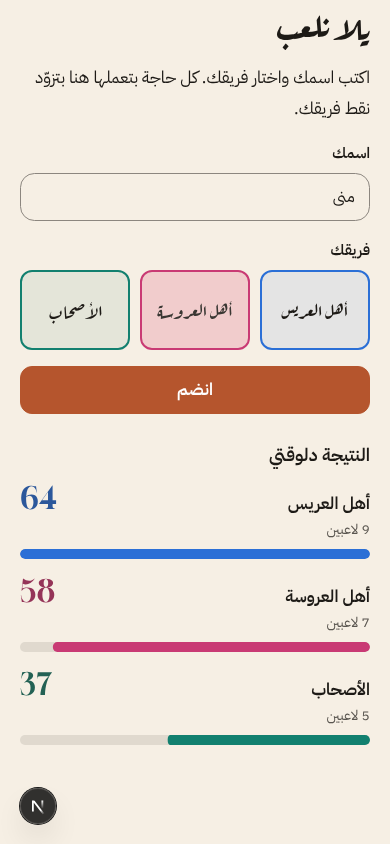 يلا نلعب
اكتب اسمك واختار فريقك. كل حاجة بتعملها هنا بتزوّد
نقط فريقك.
اسمك
منى
فريقك
أهل العريس
أهل العروسة
الأصحاب
انضم
النتيجة دلوقتي
أهل العريس 64
9 لاعبين
أهل العروسة 58
7 لاعبين
الأصحاب 37
5 لاعبين
N